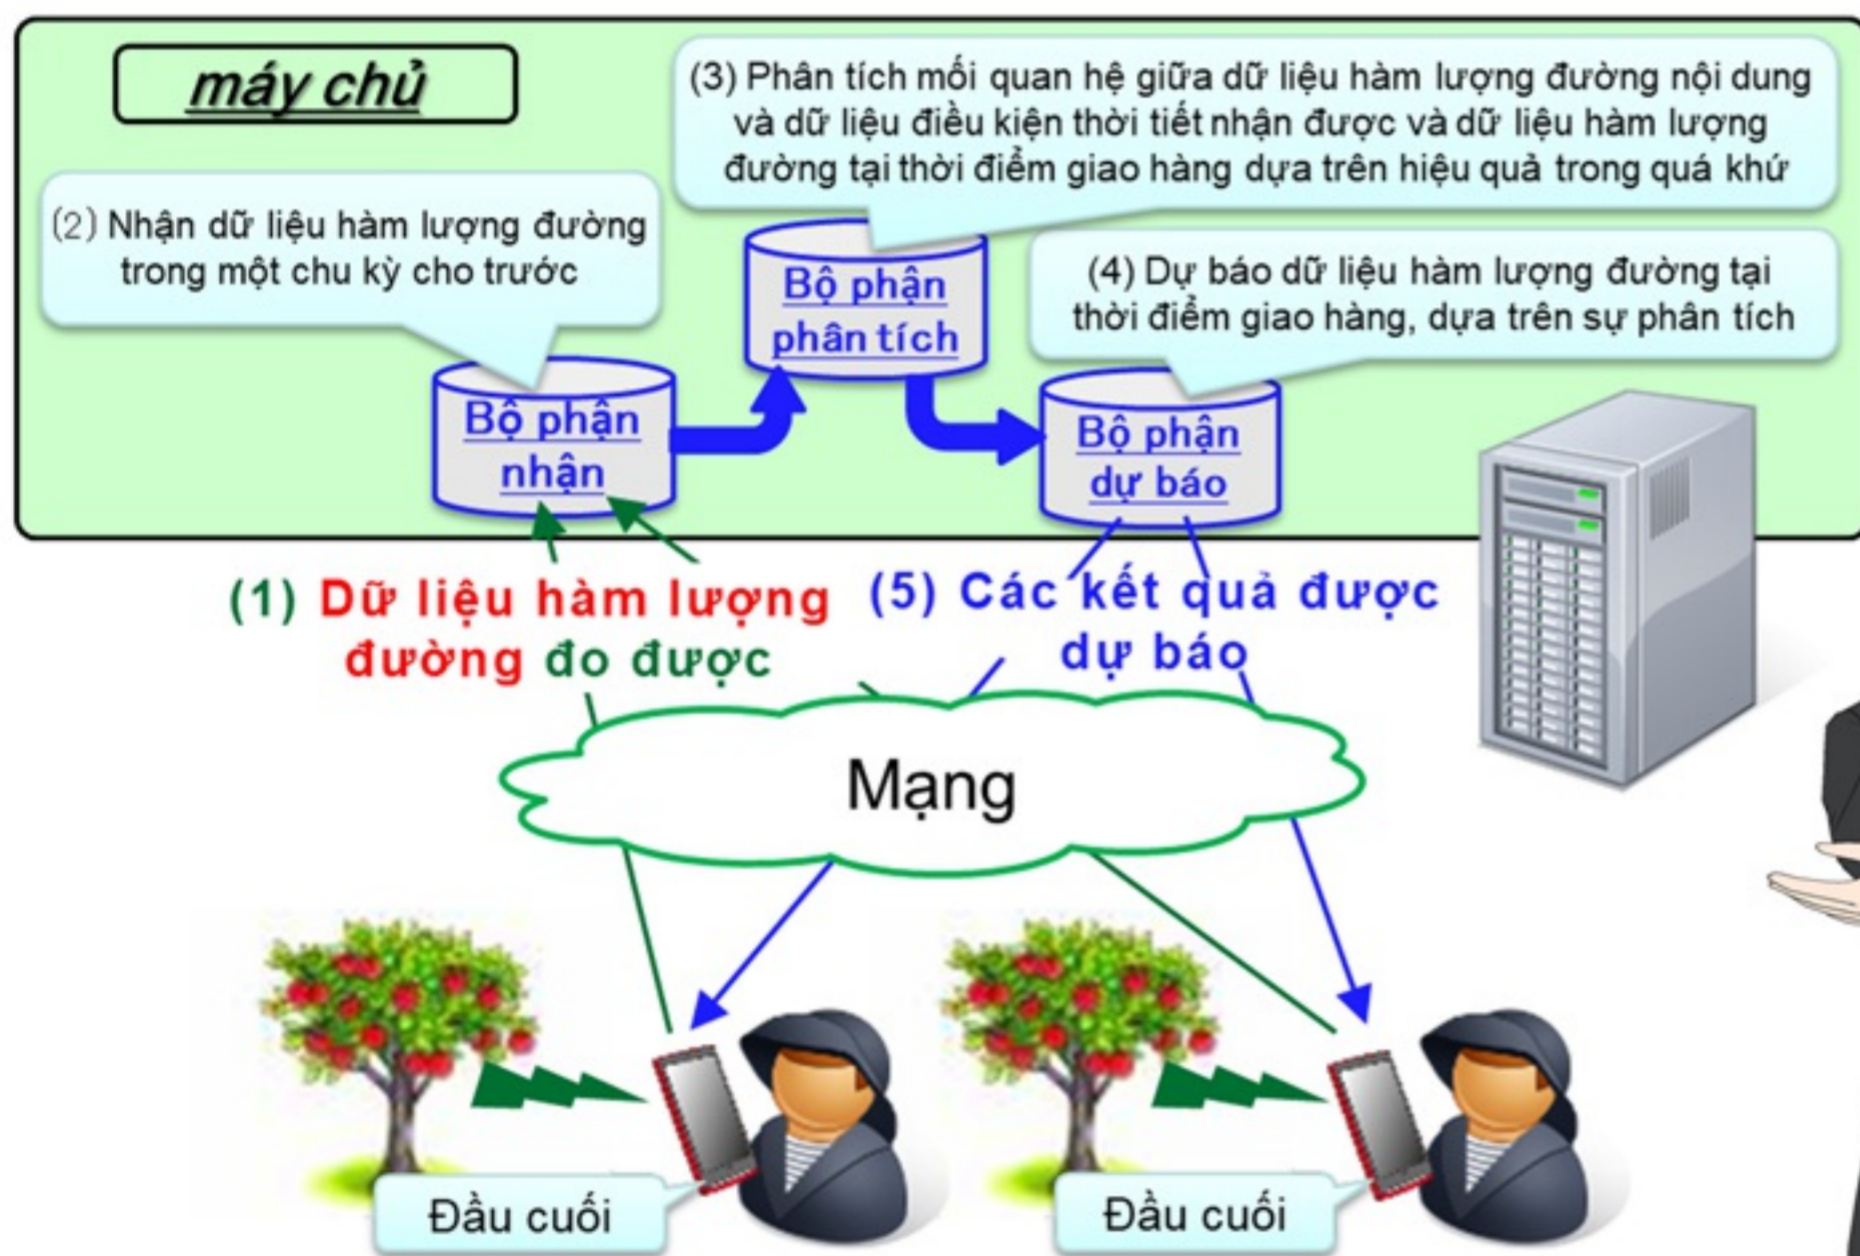 máy chủ
(3) Phân tích mối quan hệ giữa dữ liệu hàm lượng đường nội dung
và dữ liệu điều kiện thời tiết nhận được và dữ liệu hàm lượng
đường tại thời điểm giao hàng dựa trên hiệu quả trong quá khứ
(2) Nhận dữ liệu hàm lượng đường
trong một chu kỳ cho trước
Bộ phận
phân tích
(4) Dự báo dữ liệu hàm lượng đường tại
thời điểm giao hàng, dựa trên sự phân tích
Bộ phận
nhận
Bộ phận
dự báo
(1) Dữ liệu hàm lượng
đường đo được
(5) Các kết quả được
dự báo
Mạng
Đầu cuối
Đầu cuối